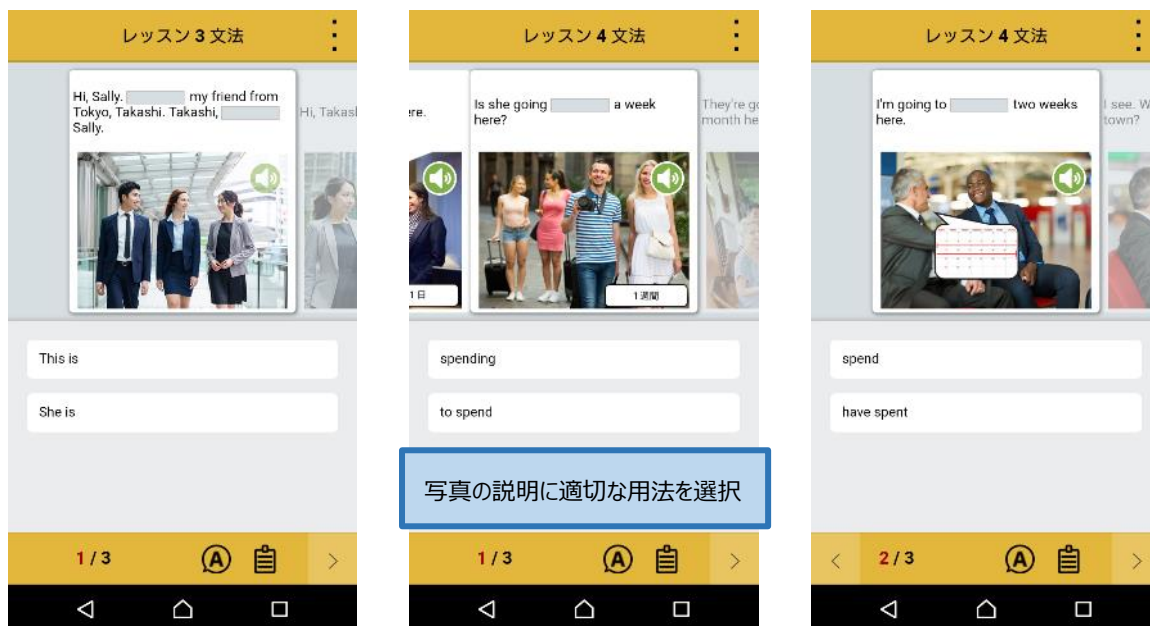 レッスン 3 文法
Hi, Sally. my friend from
Tokyo, Takashi. Takashi,
Sally.
Hi, Takas
This is
She is
1 / 3
A
>
レッスン 4 文法
ere.
Is she going a week
here?
They're go
month he
1日
1週間
spending
to spend
写真の説明に適切な用法を選択
1 / 3
A
>
レッスン 4 文法
I'm going to two weeks
here.
I see. W
town?
spend
have spent
<
2 / 3
A
>